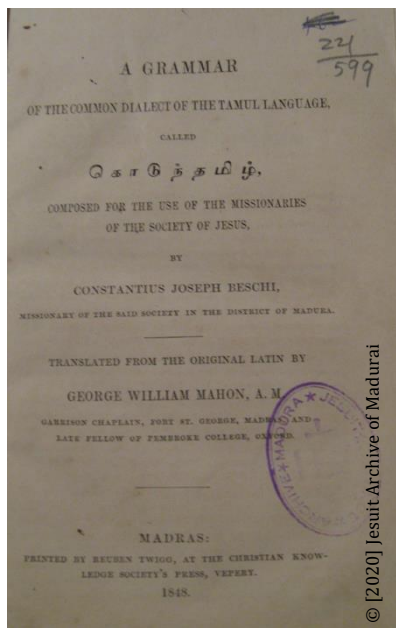 22/
599
A GRAMMAR
OF THE COMMON DIALECT OF THE TAMUL LANGUAGE,
CALLED
கொடுந்தமிழ்,
COMPOSED FOR THE USE OF THE MISSIONARIES
OF THE SOCIETY OF JESUS,
BY
CONSTANTIUS JOSEPH BESCHI,
MISSIONARY OF THE SAID SOCIETY IN THE DISTRICT OF MADURA.
TRANSLATED FROM THE ORIGINAL LATIN BY
GEORGE WILLIAM MAHON, A. M.
GARRISON CHAPLAIN, FORT ST. GEORGE, MADRAS AND
LATE FELLOW OF PEMBROKE COLLEGE, OXFORD.
MADRAS:
PRINTED BY REUBEN TWIGG, AT THE CHRISTIAN KNOW-
LEDGE SOCIETY'S PRESS, VEPERY.
1848.
ARCHIVE★MADURA★JESUIT
© [2020] Jesuit Archive of Madurai